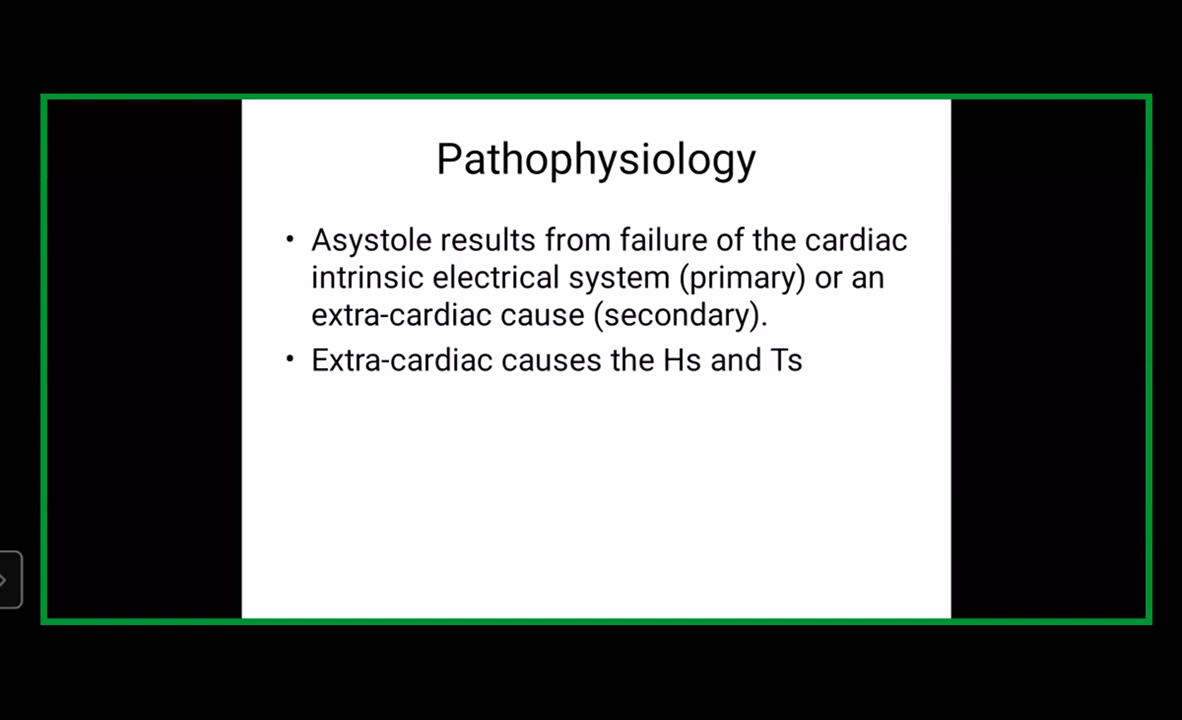 Pathophysiology
• Asystole results from failure of the cardiac
intrinsic electrical system (primary) or an
extra-cardiac cause (secondary).
• Extra-cardiac causes the Hs and Ts